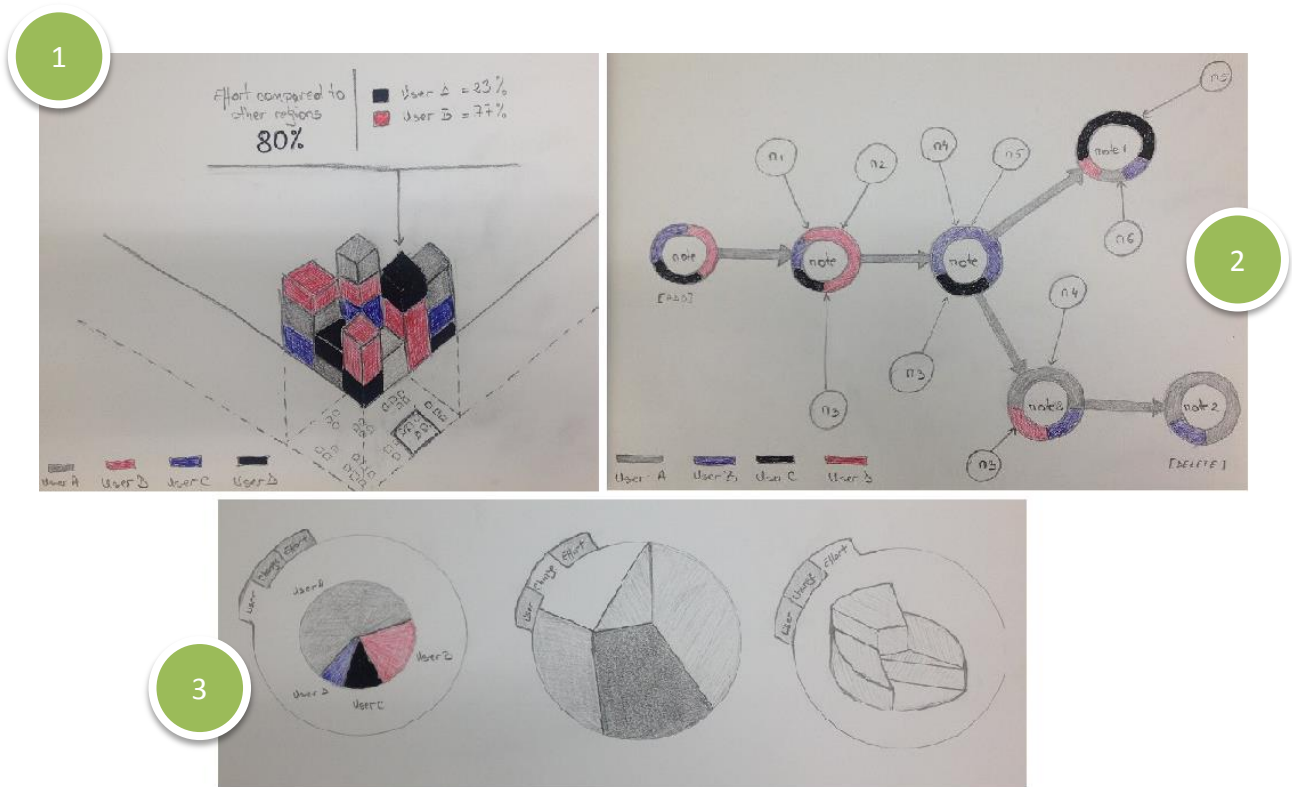 1
Effort compared to
other regions
80%
User D = 23%
User B = 77%
User A
User B
User C
User D
2
note
[ADD]
note
note
note 1
note 3
note 2
[DELETE]
n1
n2
n3
n4
n5
n3
n6
n4
n3
User A
User B
User C
User D
3
User
Change
Effort
User A
User B
User C
User D
User
Change
Effort
User
Change
Effort